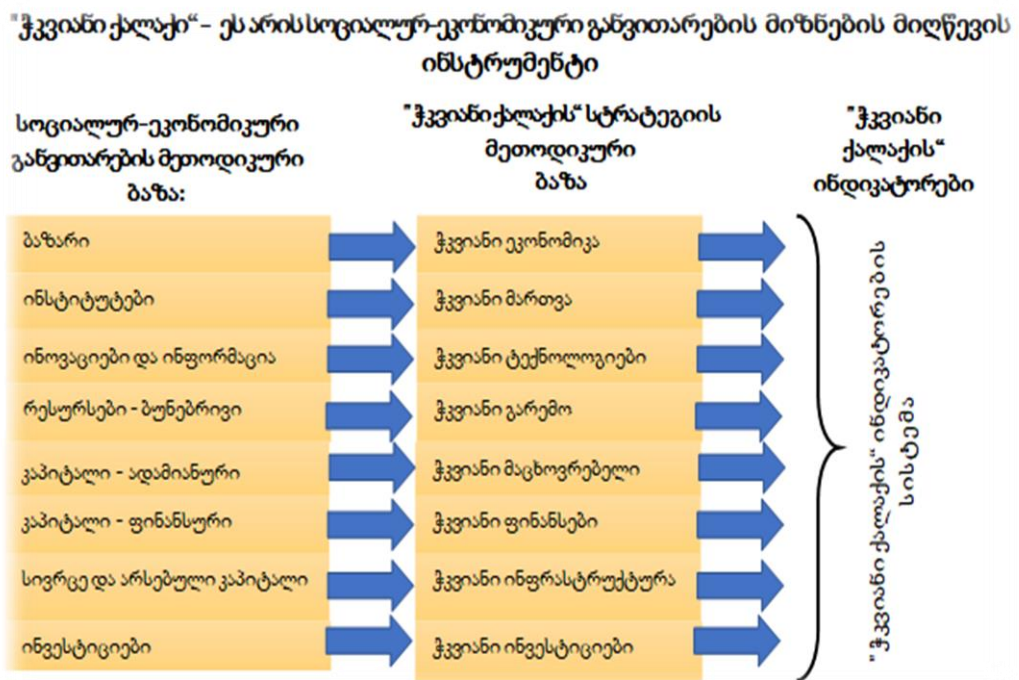 "ჭკვიანი ქალაქი“ - ეს არის სოციალურ-ეკონომიკური განვითარების მიზნების მიღწევის
ინსტრუმენტი
სოციალურ-ეკონომიკური
განვითარების მეთოდიკური
ბაზა:
"ჭკვიანი ქალაქის“ სტრატეგიის
მეთოდიკური
ბაზა
"ჭკვიანი
ქალაქის“
ინდიკატორები
ბაზარი
ჭკვიანი ეკონომიკა
ინსტიტუტები
ჭკვიანი მართვა
ინოვაციები და ინფორმაცია
ჭკვიანი ტექნოლოგიები
რესურსები - ბუნებრივი
ჭკვიანი გარემო
კაპიტალი - ადამიანური
ჭკვიანი მაცხოვრებელი
კაპიტალი - ფინანსური
ჭკვიანი ფინანსები
სივრცე და არსებული კაპიტალი
ჭკვიანი ინფრასტრუქტურა
ინვესტიციები
ჭკვიანი ინვესტიციები
"ჭკვიანი ქალაქის“ ინდიკატორების
სისტემა